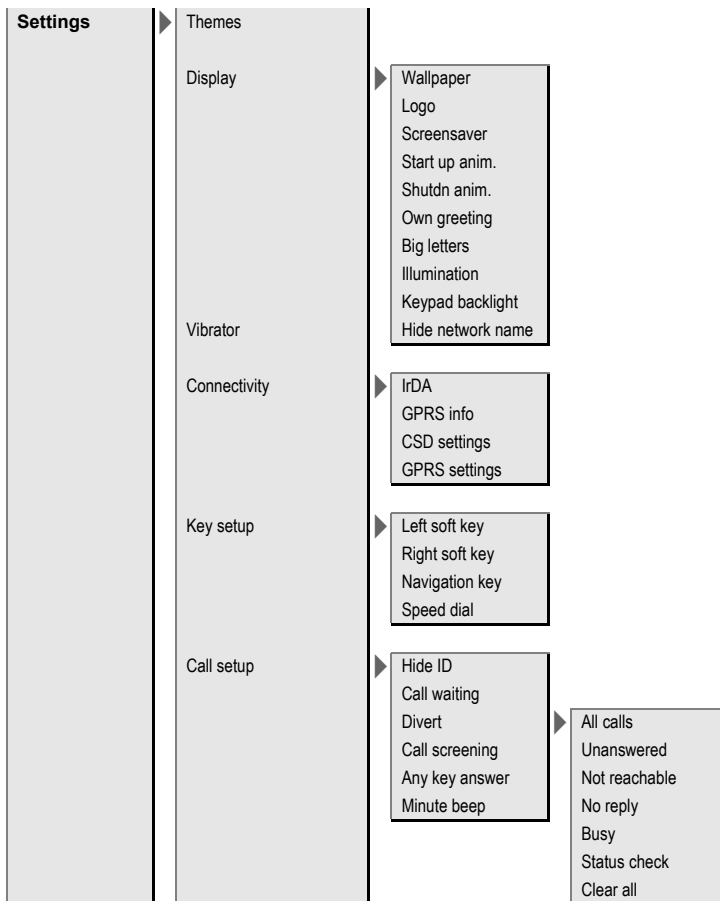 Settings
Themes
Display
Wallpaper
Logo
Screensaver
Start up anim.
Shutdn anim.
Own greeting
Big letters
Illumination
Keypad backlight
Vibrator
Hide network name
Connectivity
IrDA
GPRS info
CSD settings
GPRS settings
Key setup
Left soft key
Right soft key
Navigation key
Speed dial
Call setup
Hide ID
Call waiting
Divert
Call screening
Any key answer
Minute beep
All calls
Unanswered
Not reachable
No reply
Busy
Status check
Clear all